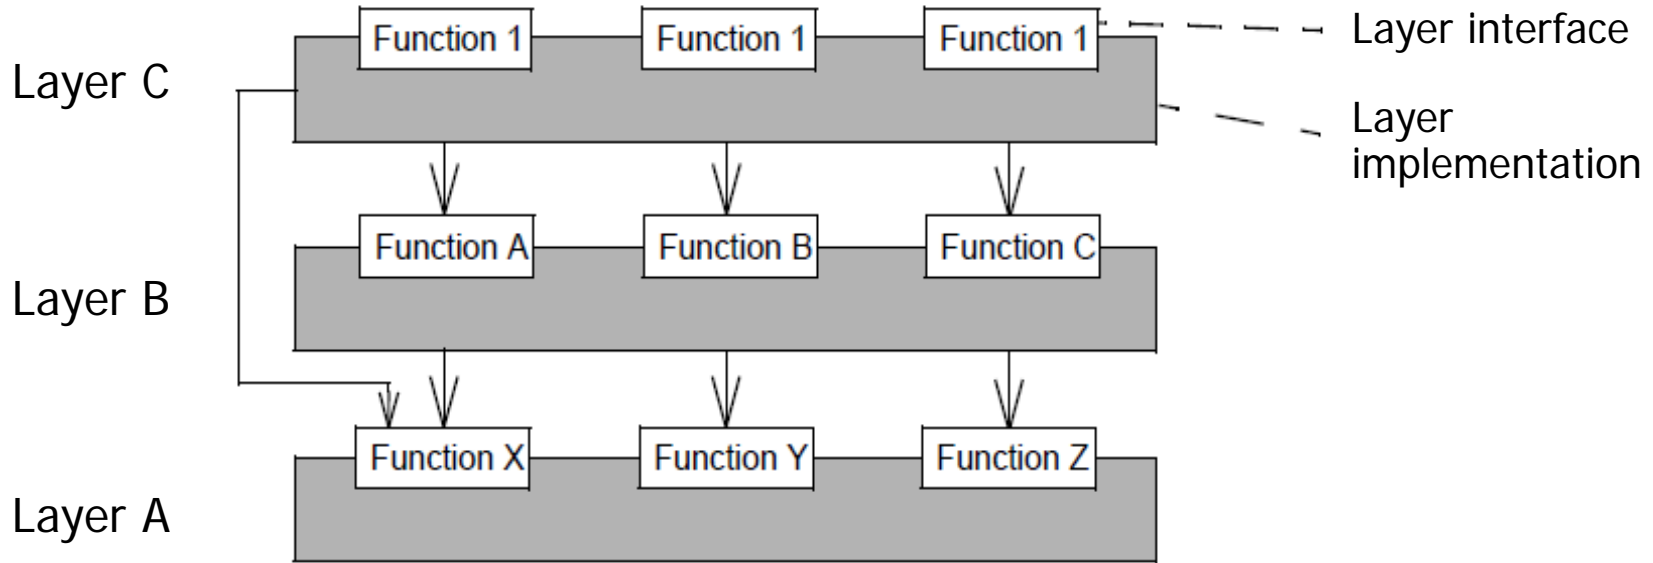 Function 1
Function 1
Function 1
Layer interface
Layer C
Layer
implementation
Function A
Function B
Function C
Layer B
Function X
Function Y
Function Z
Layer A